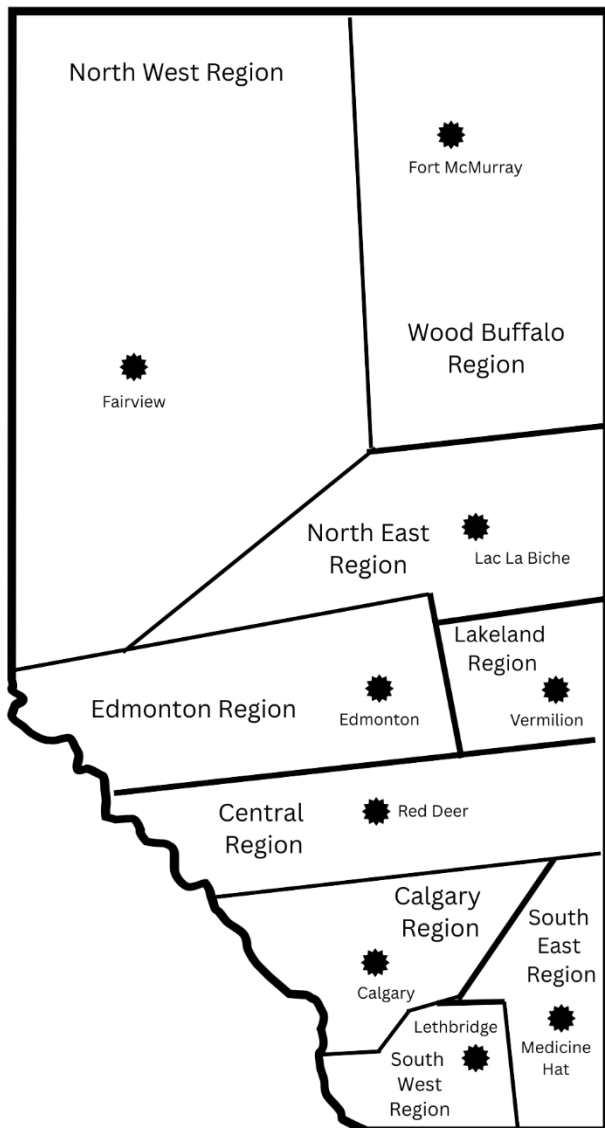 North West Region
Fort McMurray
Wood Buffalo
Region
Fairview
North East
Region
Lac La Biche
Lakeland
Region
Edmonton Region
Edmonton
Vermilion
Central
Region
Red Deer
Calgary
Region
South
East
Region
Calgary
Lethbridge
Medicine
Hat
South
West
Region